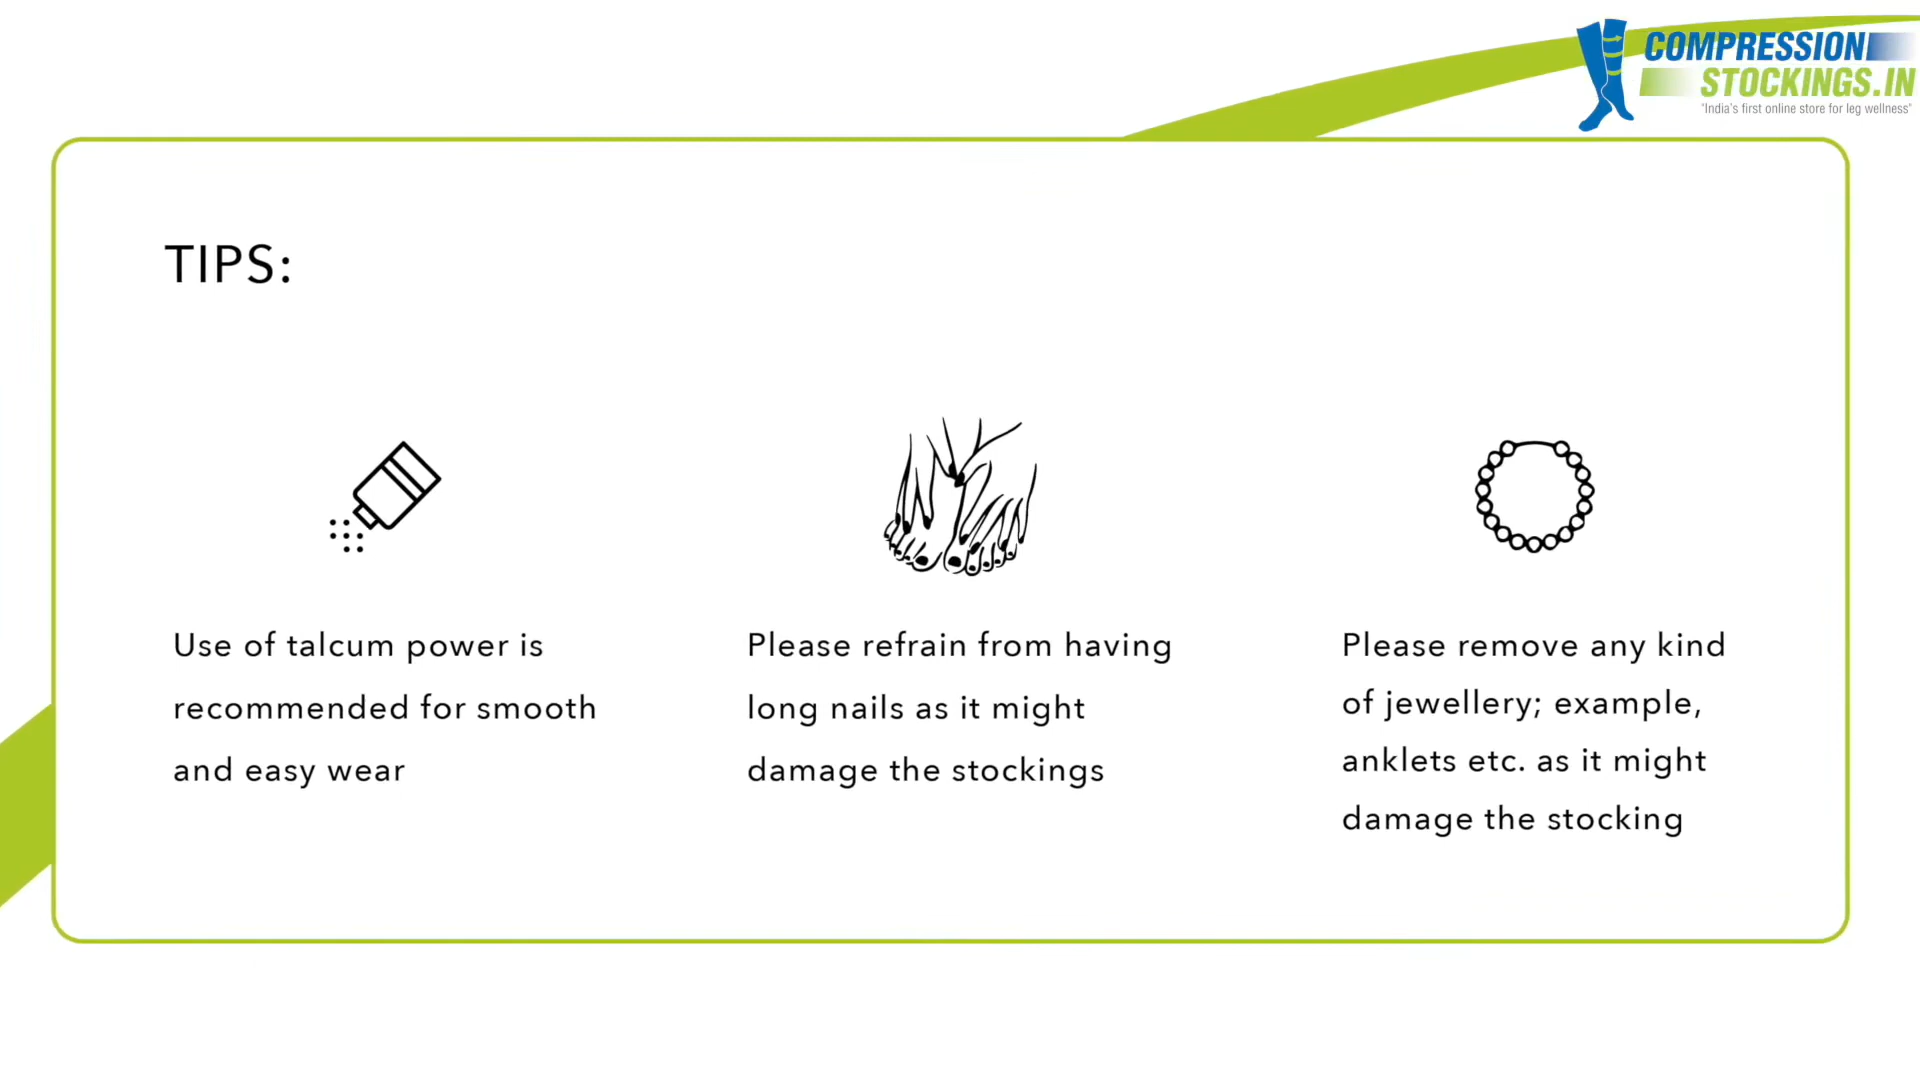 COMPRESSION
STOCKINGS.IN
"India's first online store for leg wellness"
TIPS:
Use of talcum power is
recommended for smooth
and easy wear
Please refrain from having
long nails as it might
damage the stockings
Please remove any kind
of jewellery; example,
anklets etc. as it might
damage the stocking